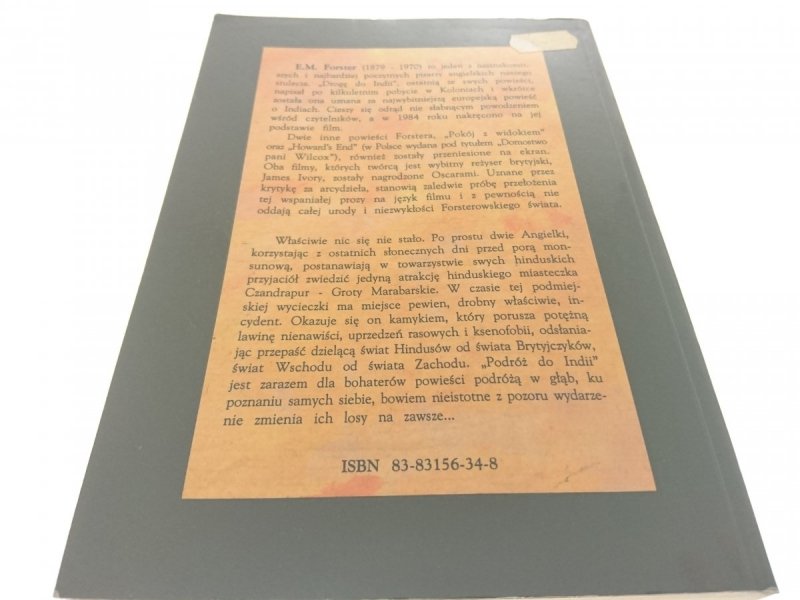 E.M. Forster (1879 - 1970) to jeden z
szych i najbardziej poczytnych pisarzy angielskich naszego
stulecia. „Drogę do Indii”, ostatnią ze swych powieści,
napisał po kilkuletnim pobycie w Koloniach i wkrótce
została ona uznana za najwybitniejszą europejską powieść
o Indiach. Cieszy się odtąd nie słabnącym powodzeniem
wśród czytelników, a w 1984 roku nakręcono na jej
podstawie film.
Dwie inne powieści Forstera, „Pokój z widokiem”
oraz „Howard's End” (w Polsce wydana pod tytułem „Domostwo
pani Wilcox”), również zostały przeniesione na ekran.
Oba filmy, których twórcą jest wybitny reżyser brytyjski,
James Ivory, zostały nagrodzone Oscarami. Uznane przez
krytykę za arcydzieła, stanowią zaledwie próbę przełożenia
tej wspaniałej prozy na język filmu i z pewnością nie
oddają całej urody i niezwykłości Forsterowskiego świata.
Właściwie nic się nie stało. Po prostu dwie Angielki,
korzystając z ostatnich słonecznych dni przed porą mon-
sunową, postanawiają w towarzystwie swych hinduskich
przyjaciół zwiedzić jedyną atrakcję hinduskiego miasteczka
Czandrapur - Groty Marabarskie. W czasie tej podmiej-
skiej wycieczki ma miejsce pewien, drobny właściwie, in-
cydent. Okazuje się on kamykiem, który porusza potężną
lawinę nienawiści, uprzedzeń rasowych i ksenofobii, odsłania-
jąc przepaść dzielącą świat Hindusów od świata Brytyjczyków,
świat Wschodu od świata Zachodu. „Podróż do Indii”
jest zarazem dla bohaterów powieści podróżą w głąb, ku
poznaniu samych siebie, bowiem nieistotne z pozoru wydarze-
nie zmienia ich losy na zawsze...
ISBN 83-83156-34-8